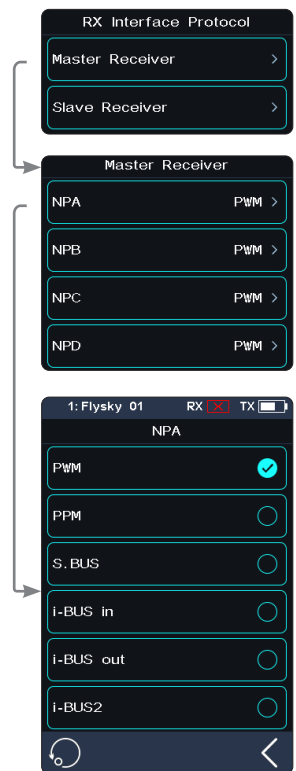 RX Interface Protocol
Master Receiver
Slave Receiver
Master Receiver
NPA PWM
NPB PWM
NPC PWM
NPD PWM
1: Flysky 01 RX TX
NPA
PWM
PPM
S.BUS
i-BUS in
i-BUS out
i-BUS2